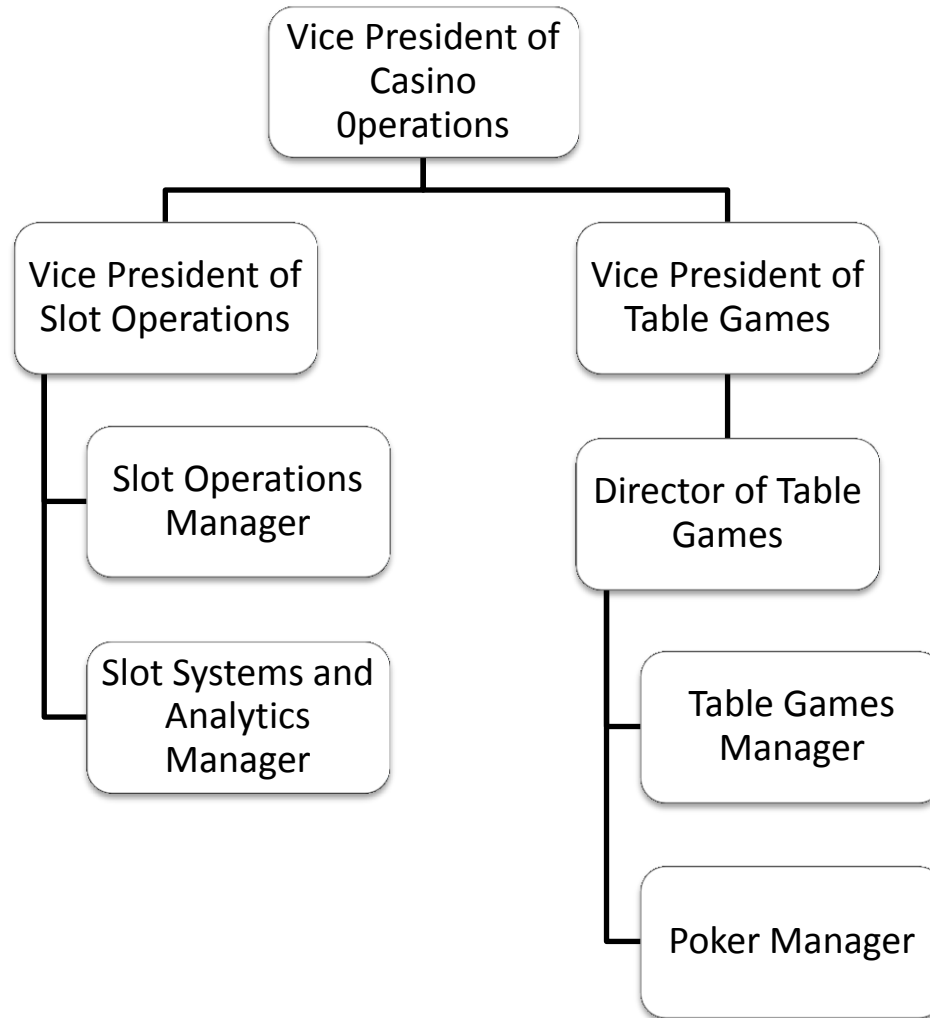 Vice President of
Casino
0perations
Vice President of
Slot Operations
Vice President of
Table Games
Slot Operations
Manager
Director of Table
Games
Slot Systems and
Analytics
Manager
Table Games
Manager
Poker Manager